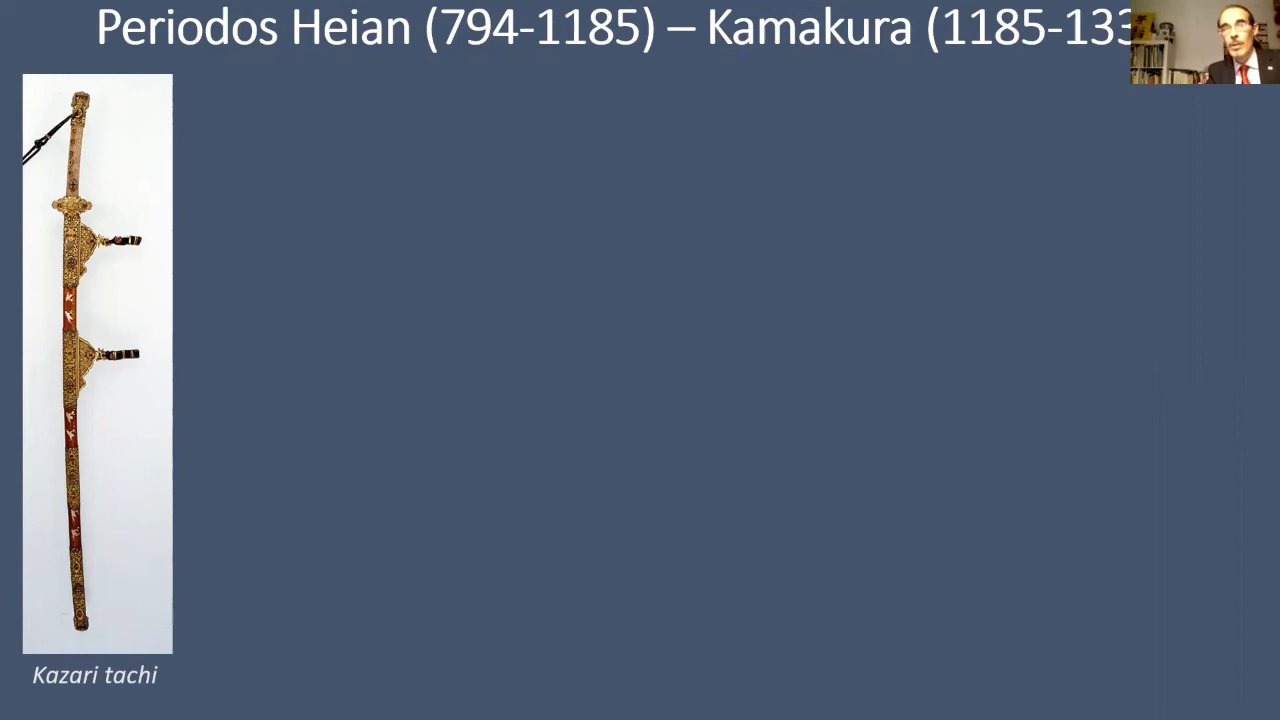 Periodos Heian (794-1185) – Kamakura (1185-133
Kazari tachi